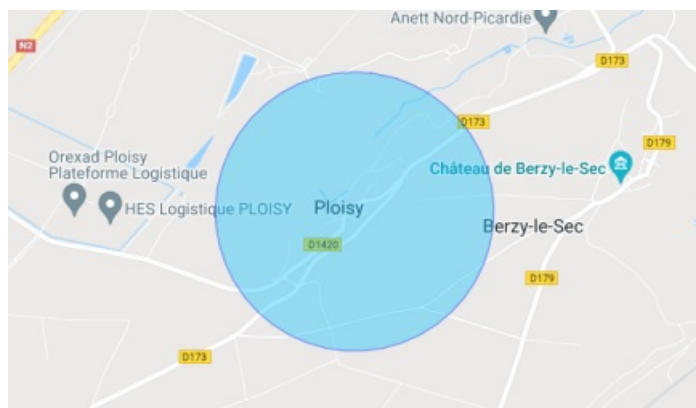 Anett Nord-Picardie
N2
D173
D173
D179
Orexad Ploisy
Plateforme Logistique
Château de Berzy-le-Sec
HES Logistique PLOISY
Ploisy
Berzy-le-Sec
D1420
D179
D173